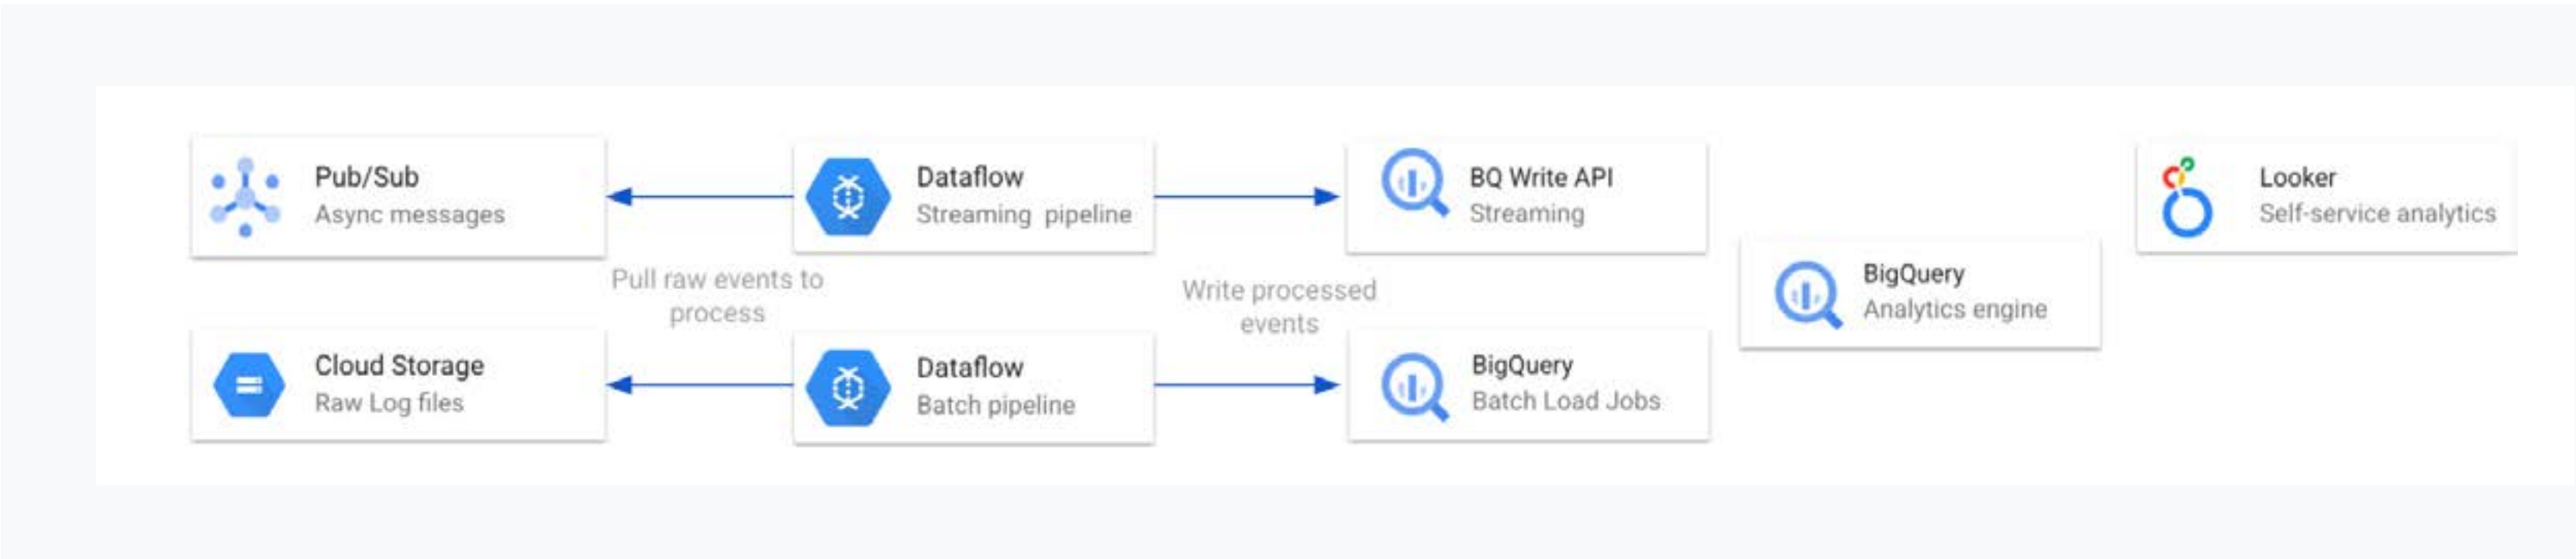 Pub/Sub
Async messages
Dataflow
Streaming pipeline
BQ Write API
Streaming
Looker
Self-service analytics
Pull raw events to
process
Write processed
events
BigQuery
Analytics engine
Cloud Storage
Raw Log files
Dataflow
Batch pipeline
BigQuery
Batch Load Jobs